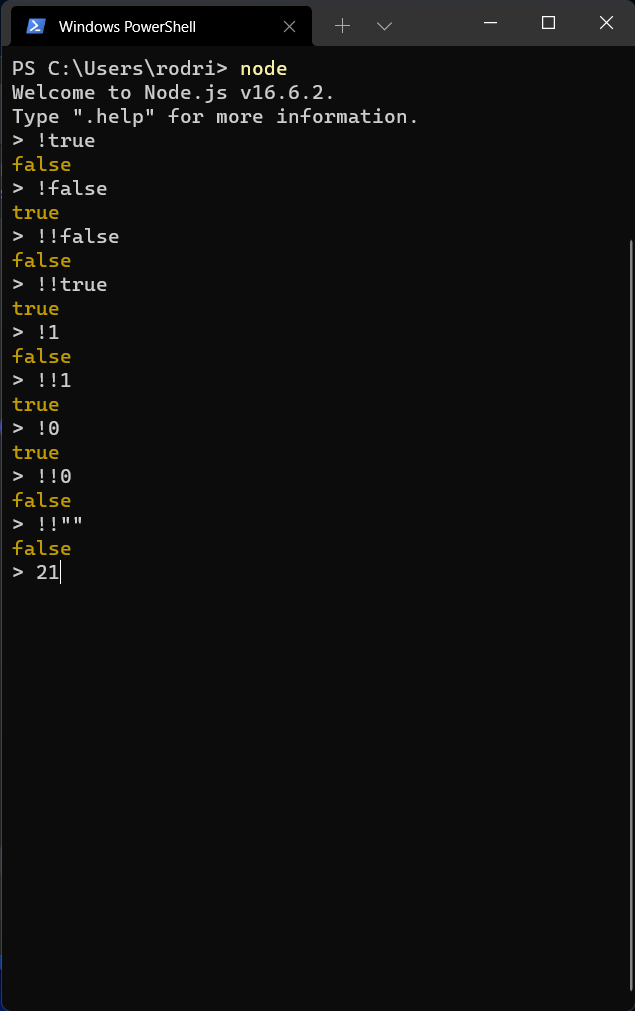 Windows PowerShell
PS C:\Users\rodri> node
Welcome to Node.js v16.6.2.
Type ".help" for more information.
> !true
false
> !false
true
> !!false
false
> !!true
true
> !1
false
> !!1
true
> !0
true
> !!0
false
> !!""
false
> 21